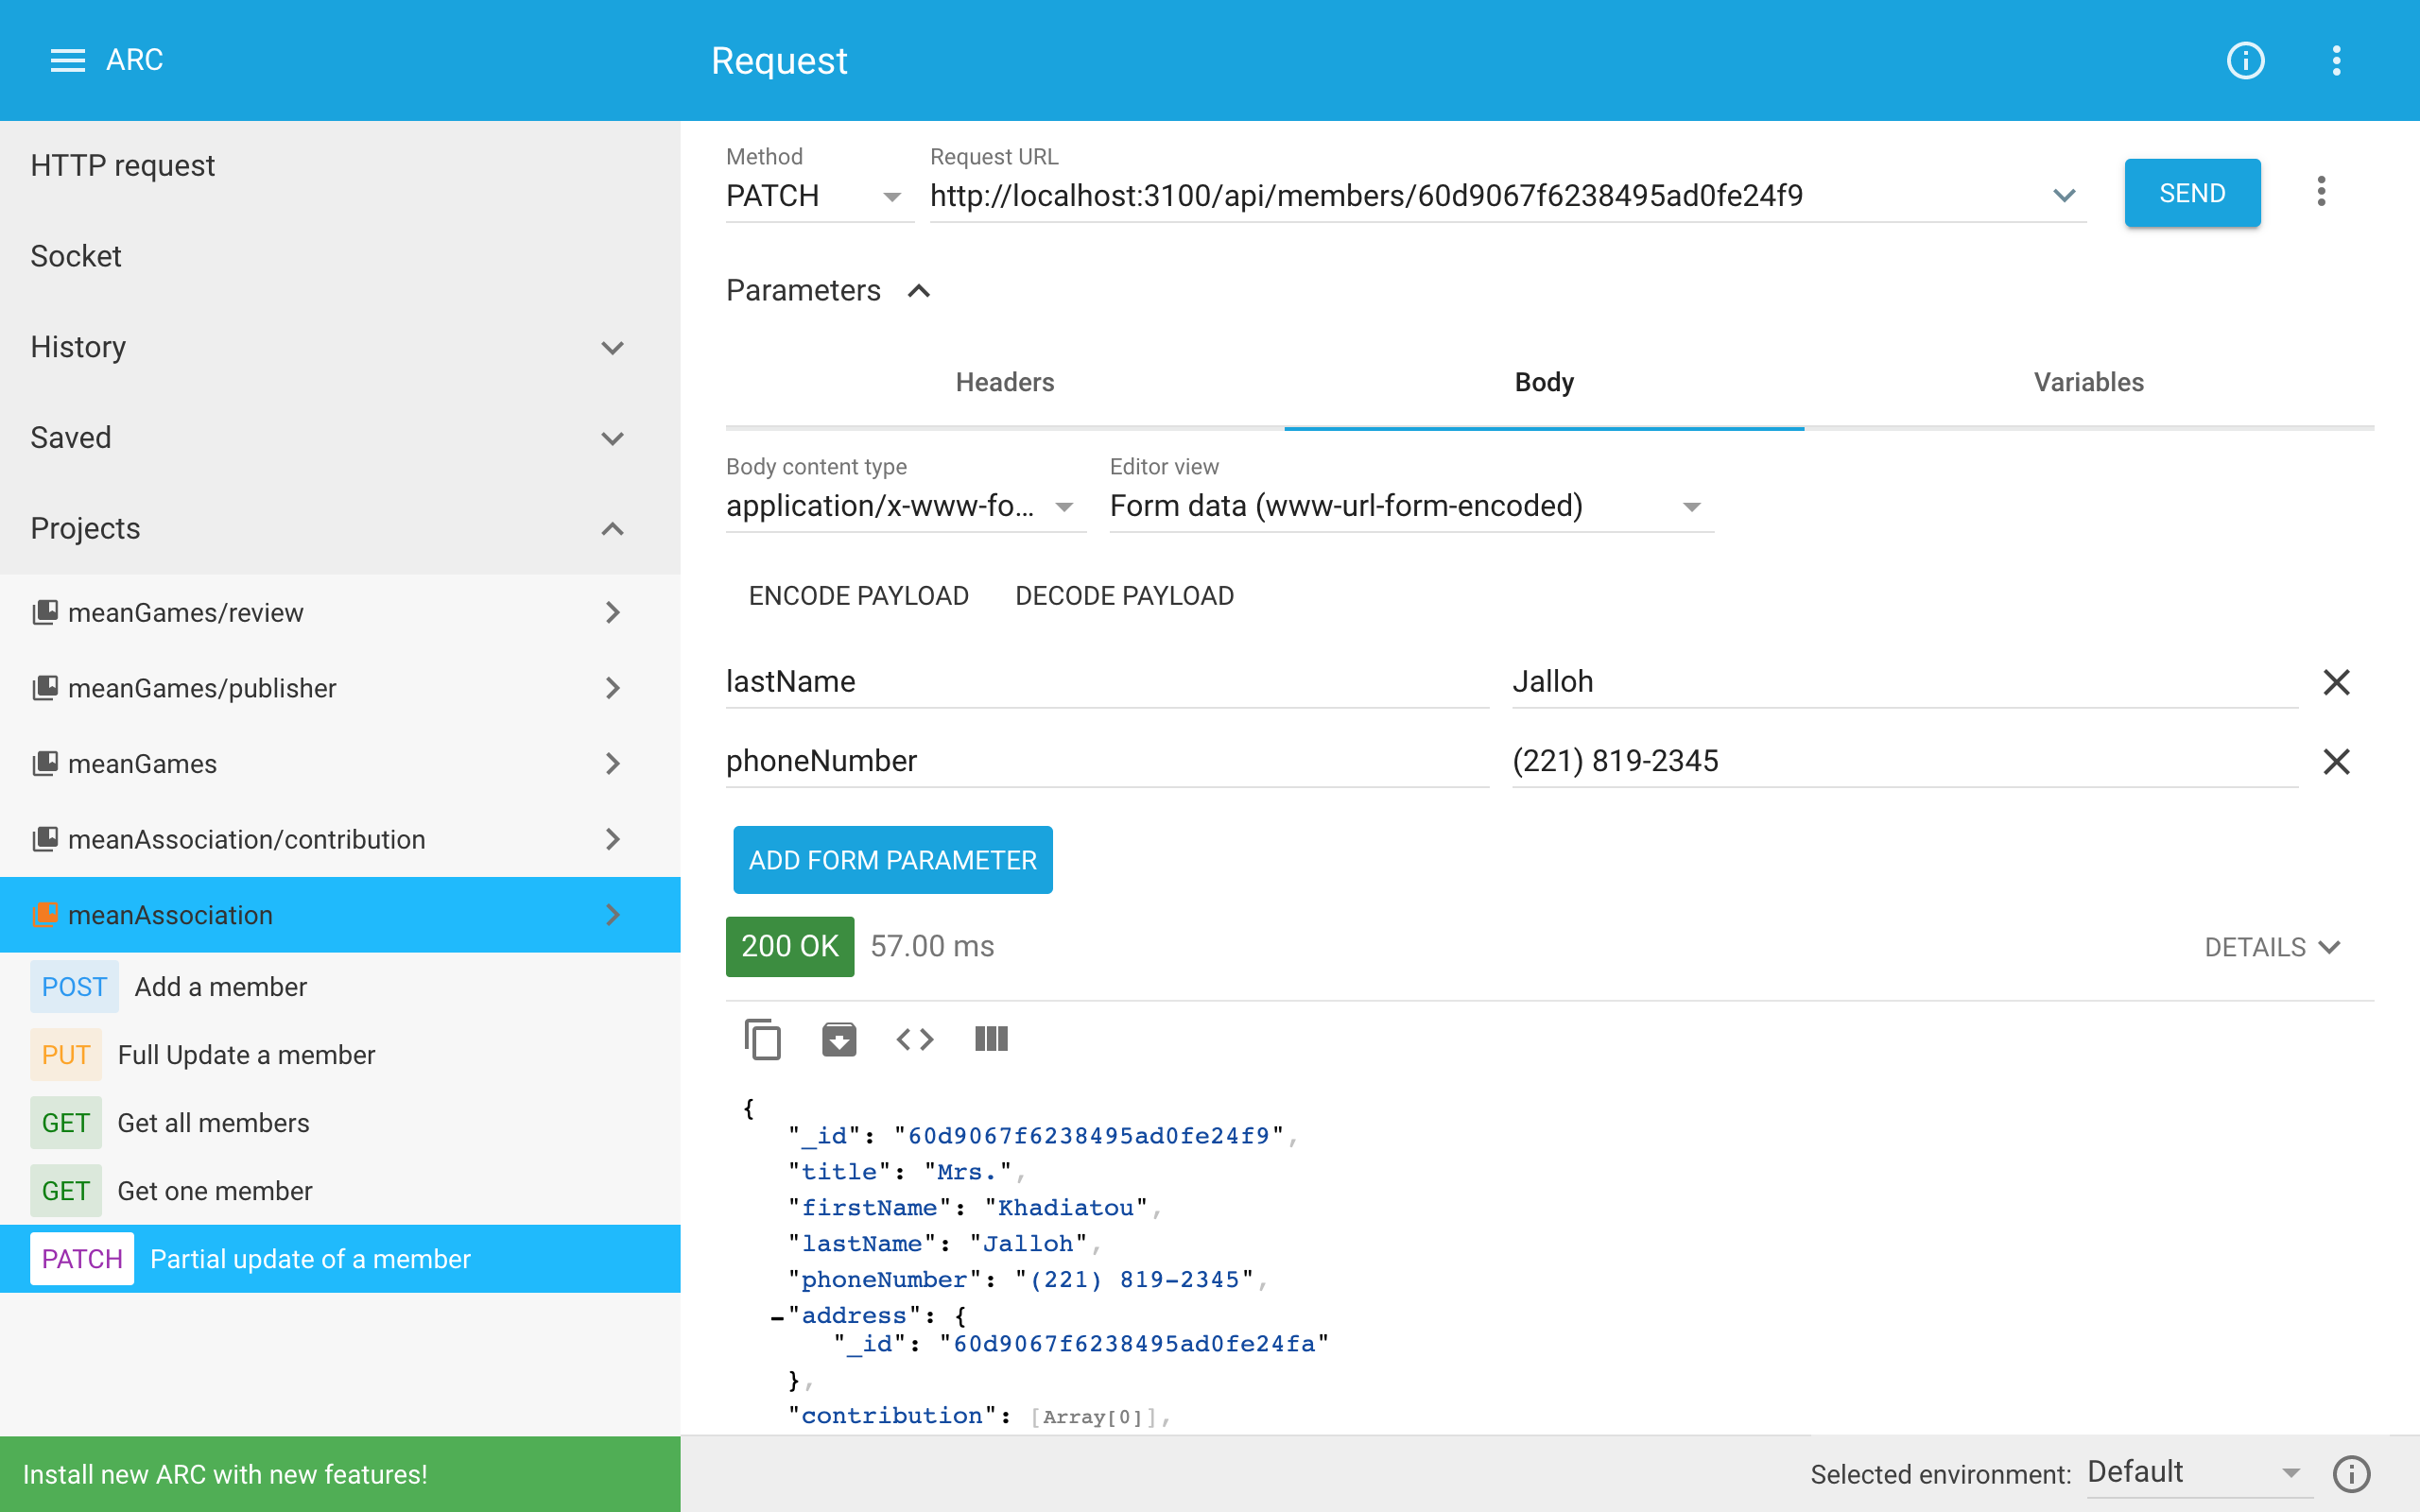 ARC
Request
HTTP request
Socket
History
Saved
Projects
meanGames/review
meanGames/publisher
meanGames
meanAssociation/contribution
meanAssociation
POST Add a member
PUT Full Update a member
GET Get all members
GET Get one member
PATCH Partial update of a member
Install new ARC with new features!
Method
PATCH
Request URL
http://localhost:3100/api/members/60d9067f6238495ad0fe24f9
SEND
Parameters
Headers Body Variables
Body content type
application/x-www-fo...
Editor view
Form data (www-url-form-encoded)
ENCODE PAYLOAD DECODE PAYLOAD
lastName Jalloh
phoneNumber (221) 819-2345
ADD FORM PARAMETER
200 OK 57.00 ms DETAILS
{
"_id": "60d9067f6238495ad0fe24f9",
"title": "Mrs.",
"firstName": "Khadiatou",
"lastName": "Jalloh",
"phoneNumber": "(221) 819-2345",
-"address": {
"_id": "60d9067f6238495ad0fe24fa"
},
"contribution": [Array[0]],
Selected environment: Default